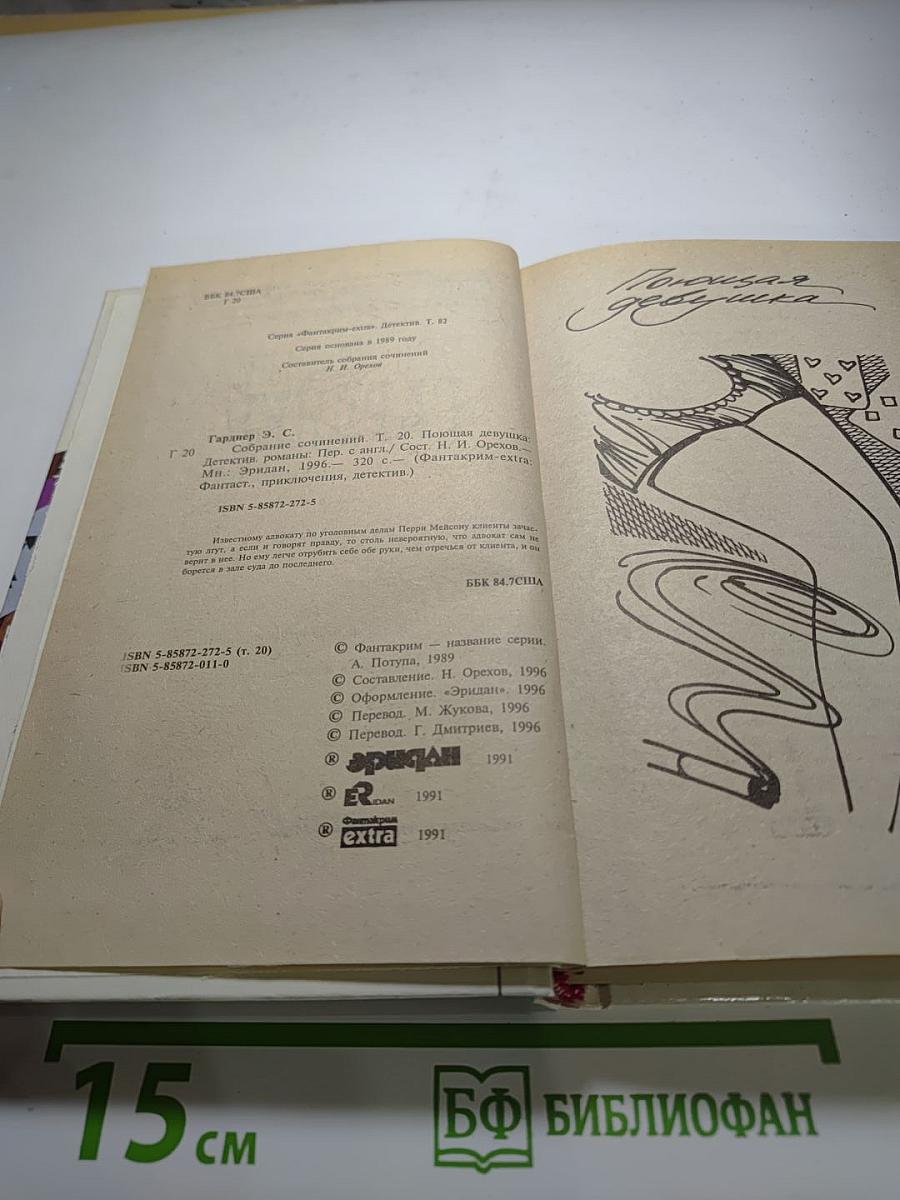 ББК 84.7США
Г 20
Серия «Фантакрим-extra». Детектив. Т. 82
Серия основана в 1989 году
Составитель собрания сочинений
Н. И. Орехов
Гарднер Э. С.
Г 20 Собрание сочинений. Т. 20. Поющая девушка:
Детектив. романы: Пер. с англ./ Сост. Н. И. Орехов.—
Мн.: Эридан, 1996.— 320 с.— (Фантакрим-extra:
Фантаст., приключения, детектив.)
ISBN 5-85872-272-5
Известному адвокату по уголовным делам Перри Мейсону клиенты зачас-
тую лгут, а если и говорят правду, то столь невероятную, что адвокат сам не
верит в нее. Но ему легче отрубить себе обе руки, чем отречься от клиента, и он
борется в зале суда до последнего.
ББК 84.7США
ISBN 5-85872-272-5 (т. 20)
ISBN 5-85872-011-0
© Фантакрим — название серии.
А. Потупа, 1989
© Составление. Н. Орехов, 1996
© Оформление. «Эридан». 1996
© Перевод. М. Жукова, 1996
© Перевод. Г. Дмитриев, 1996
® эридан 1991
® ERIDAN 1991
® Фантакрим extra 1991
Поющая
девушка
15 см
БФ БИБЛИОФАН